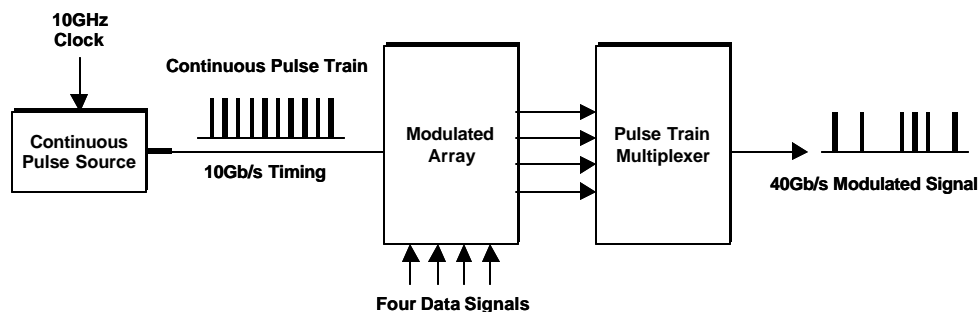 10GHz
Clock
Continuous Pulse Train
Continuous
Pulse Source
10Gb/s Timing
Modulated
Array
Pulse Train
Multiplexer
40Gb/s Modulated Signal
Four Data Signals